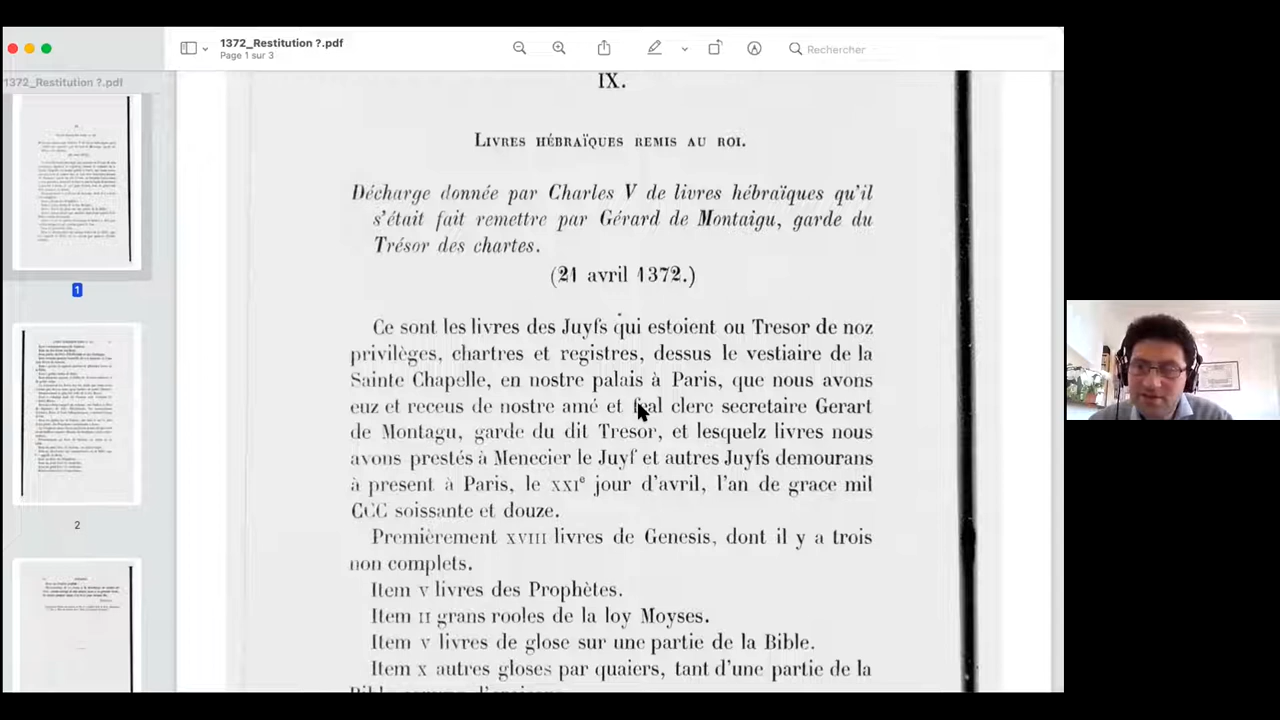 1372_Restitution ?.pdf
Page 1 sur 3
Rechercher
1372_Restitution ?.pdf
1
2
IX.
Livres hébraïques remis au roi.
Décharge donnée par Charles V de livres hébraïques qu'il
s'était fait remettre par Gérard de Montaigu, garde du
Trésor des chartes.
(21 avril 1372.)
Ce sont les livres des Juyfs qui estoient ou Tresor de noz
privilèges, chartres et registres, dessus le vestiaire de la
Sainte Chapelle, en nostre palais à Paris, que nous avons
euz et receus de nostre amé et feal clerc secretaire Gerart
de Montagu, garde du dit Tresor, et lesquelz livres nous
avons prestés à Menecier le Juyf et autres Juyfs demourans
à present à Paris, le XXIe jour d'avril, l'an de grace mil
CCC soissante et douze.
Premièrement XVIII livres de Genesis, dont il y a trois
non complets.
Item V livres des Prophètes.
Item II grans rooles de la loy Moyses.
Item V livres de glose sur une partie de la Bible.
Item X autres gloses par quaiers, tant d'une partie de la